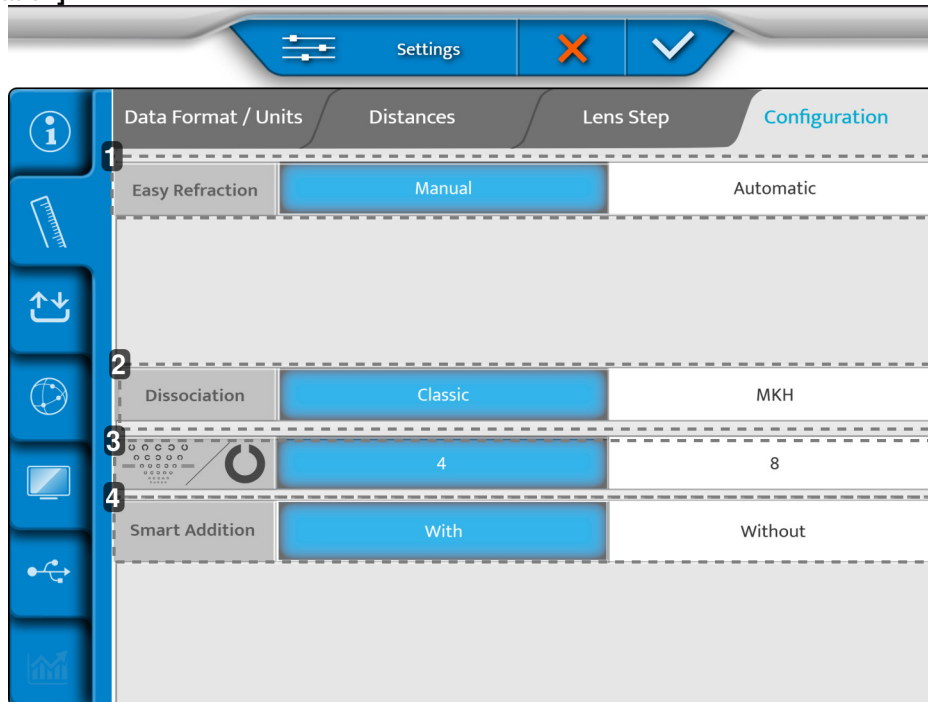 Settings
Data Format / Units Distances Lens Step Configuration
1
Easy Refraction Manual Automatic
2
Dissociation Classic MKH
3
4 8
4
Smart Addition With Without